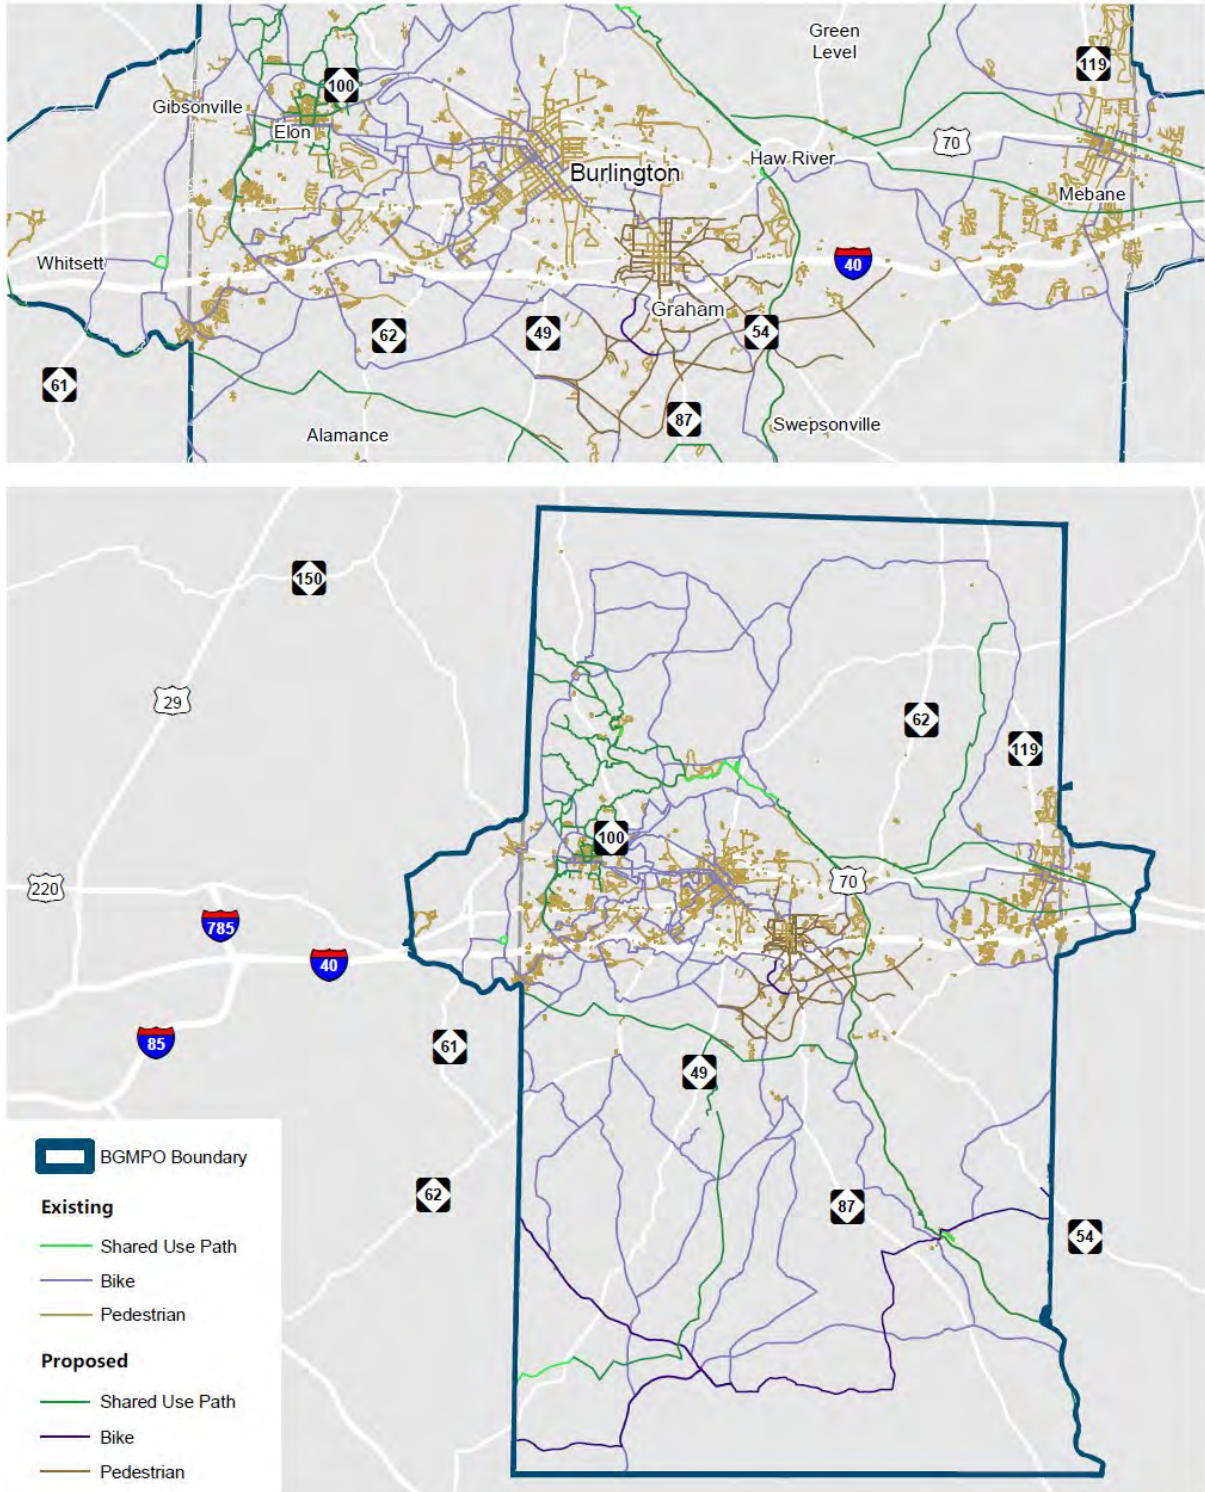 Green
Level
119
100
Gibsonville
Elon
70
Burlington
Haw River
Mebane
Whitsett
40
Graham
62
49
54
61
87
Swepsonville
Alamance
150
29
62
119
100
220
70
785
40
85
61
49
BGMPO Boundary
62
87
54
Existing
Shared Use Path
Bike
Pedestrian
Proposed
Shared Use Path
Bike
Pedestrian